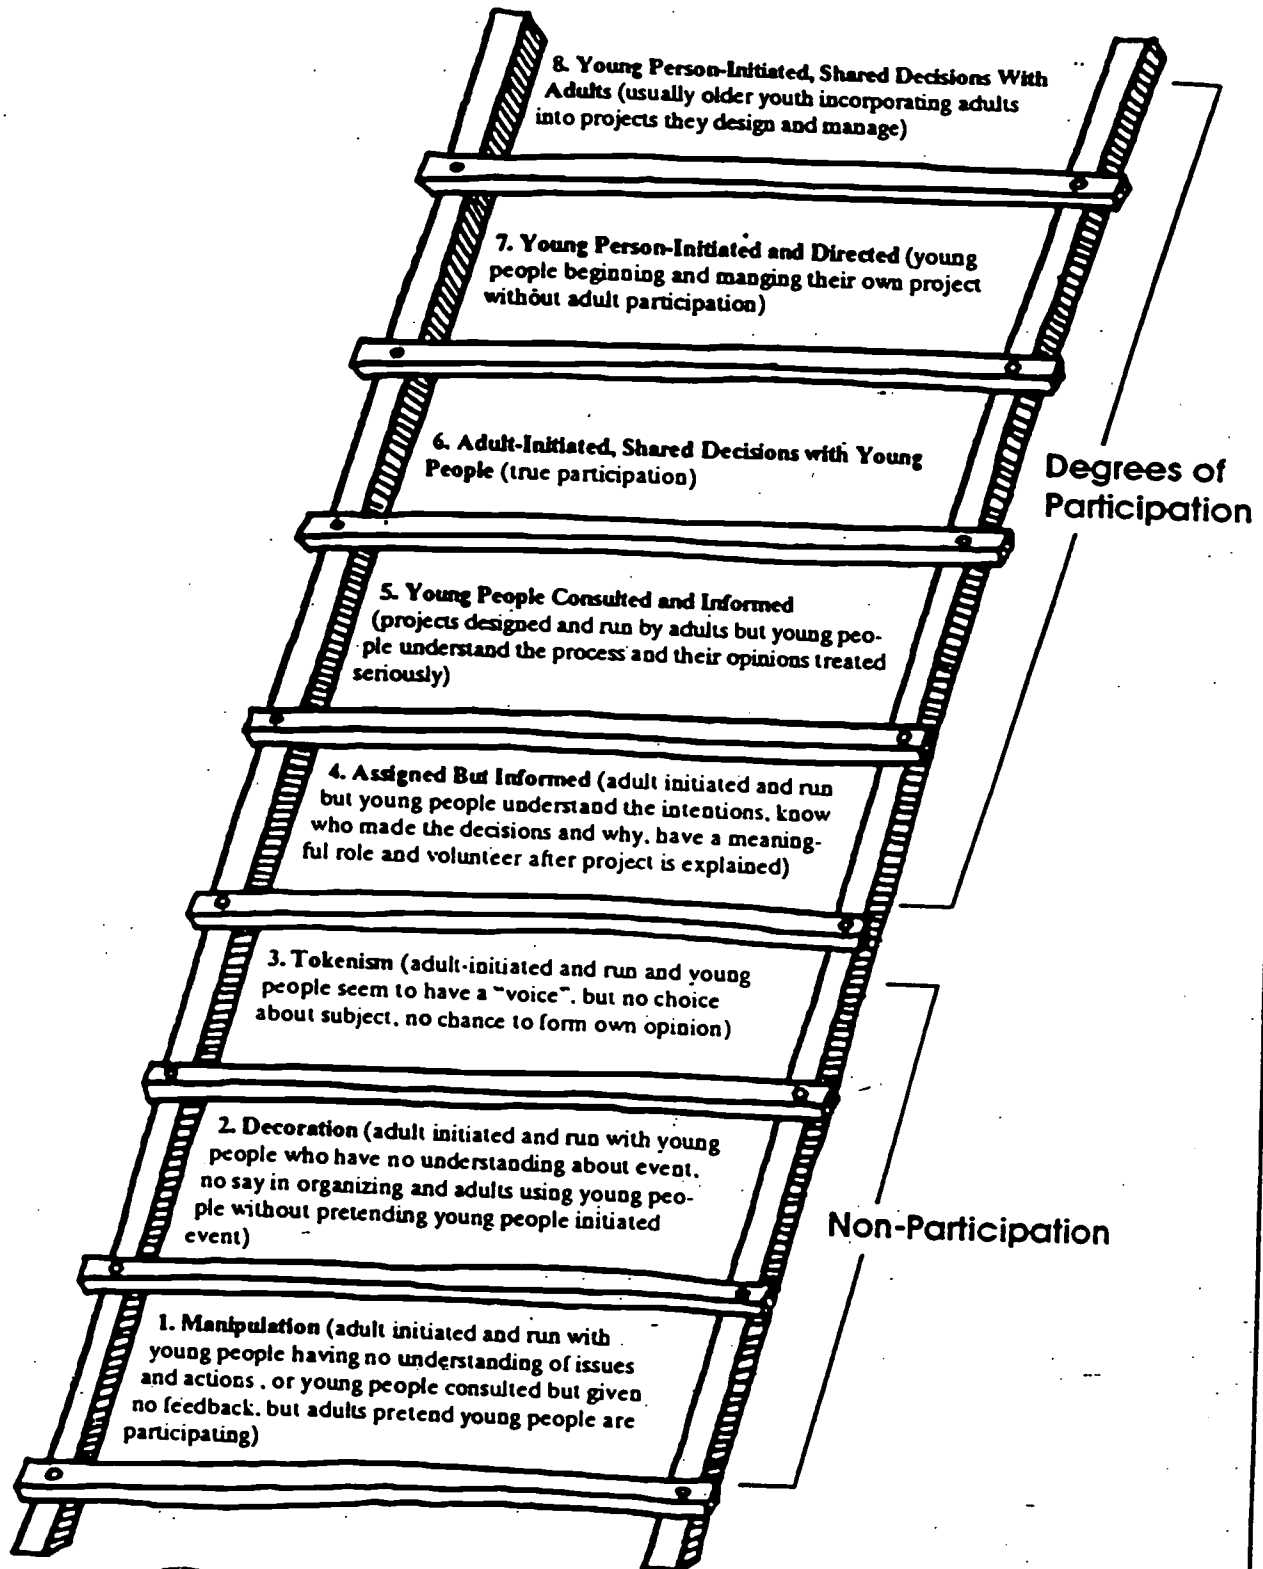 8. Young Person-Initiated, Shared Decisions With
Adults (usually older youth incorporating adults
into projects they design and manage)
7. Young Person-Initiated and Directed (young
people beginning and manging their own project
without adult participation)
6. Adult-Initiated, Shared Decisions with Young
People (true participation)
Degrees of
Participation
5. Young People Consulted and Informed
(projects designed and run by adults but young peo-
ple understand the process and their opinions treated
seriously)
4. Assigned But Informed (adult initiated and run
but young people understand the intentions, know
who made the decisions and why, have a meaning-
ful role and volunteer after project is explained)
3. Tokenism (adult-initiated and run and young
people seem to have a "voice", but no choice
about subject, no chance to form own opinion)
2. Decoration (adult initiated and run with young
people who have no understanding about event,
no say in organizing and adults using young peo-
ple without pretending young people initiated
event)
Non-Participation
1. Manipulation (adult initiated and run with
young people having no understanding of issues
and actions, or young people consulted but given
no feedback, but adults pretend young people are
participating)